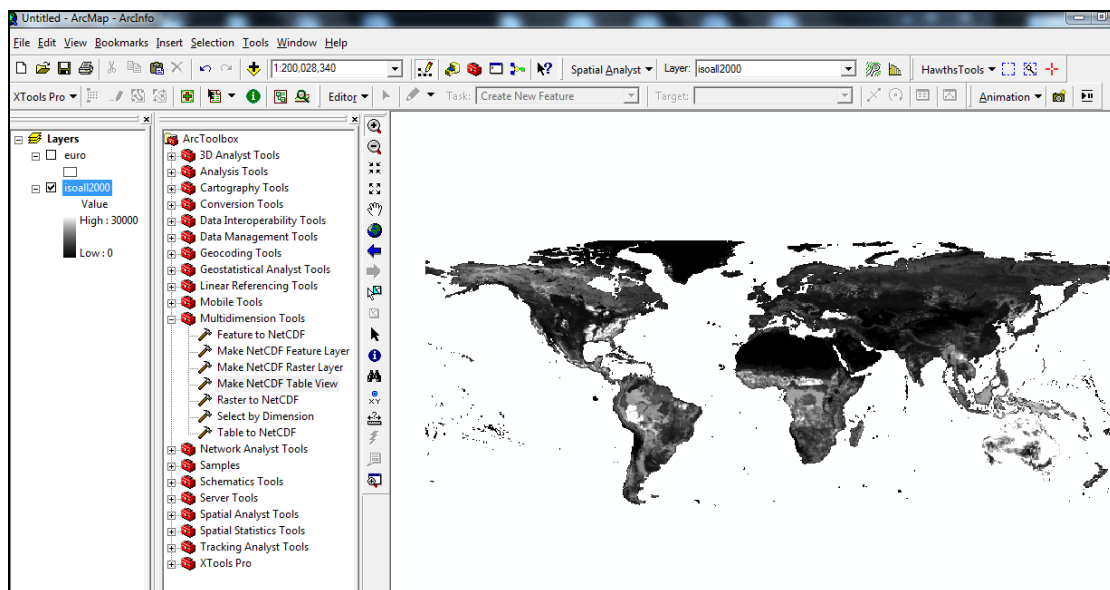 Untitled - ArcMap - ArcInfo
File Edit View Bookmarks Insert Selection Tools Window Help
1:200,028,340 Spatial Analyst Layer: isoall2000 HawthsTools
XTools Pro Editor Task: Create New Feature Target: Animation
Layers
euro
isoall2000
Value
High : 30000
Low : 0
ArcToolbox
3D Analyst Tools
Analysis Tools
Cartography Tools
Conversion Tools
Data Interoperability Tools
Data Management Tools
Geocoding Tools
Geostatistical Analyst Tools
Linear Referencing Tools
Mobile Tools
Multidimension Tools
Feature to NetCDF
Make NetCDF Feature Layer
Make NetCDF Raster Layer
Make NetCDF Table View
Raster to NetCDF
Select by Dimension
Table to NetCDF
Network Analyst Tools
Samples
Schematics Tools
Server Tools
Spatial Analyst Tools
Spatial Statistics Tools
Tracking Analyst Tools
XTools Pro
XY